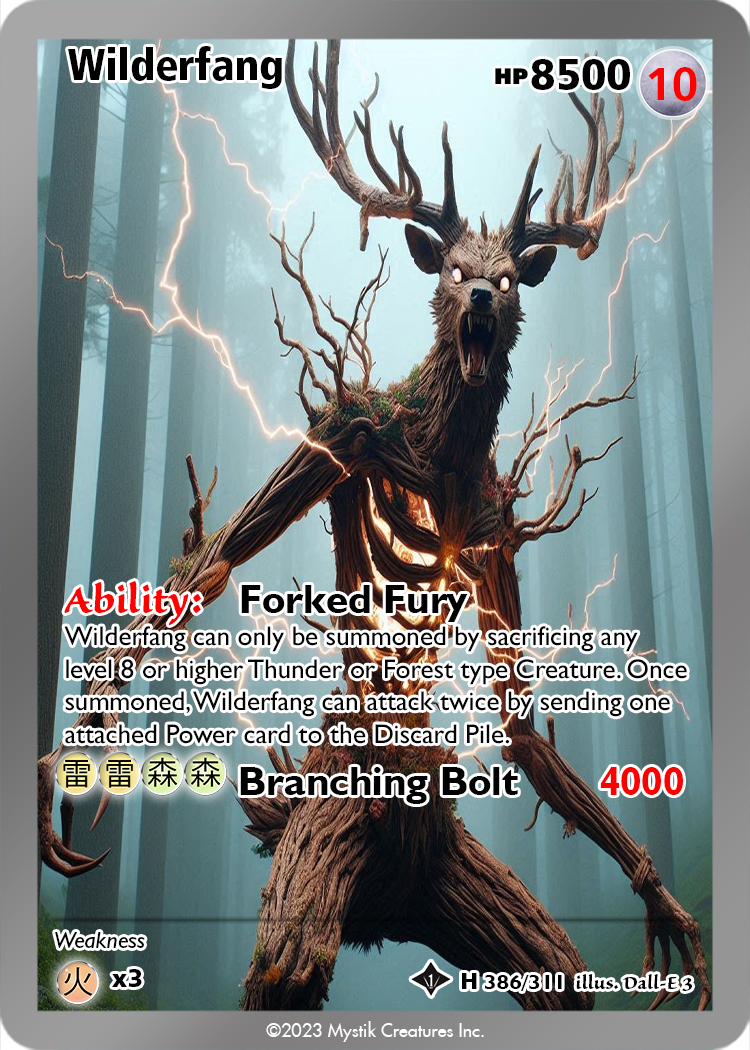 Wilderfang HP 8500 10
Ability: Forked Fury
Wilderfang can only be summoned by sacrificing any
level 8 or higher Thunder or Forest type Creature. Once
summoned, Wilderfang can attack twice by sending one
attached Power card to the Discard Pile.
雷 雷 森 森 Branching Bolt 4000
Weakness
火 x3
1 H 386/311 illus. Dall-E 3
©2023 Mystik Creatures Inc.